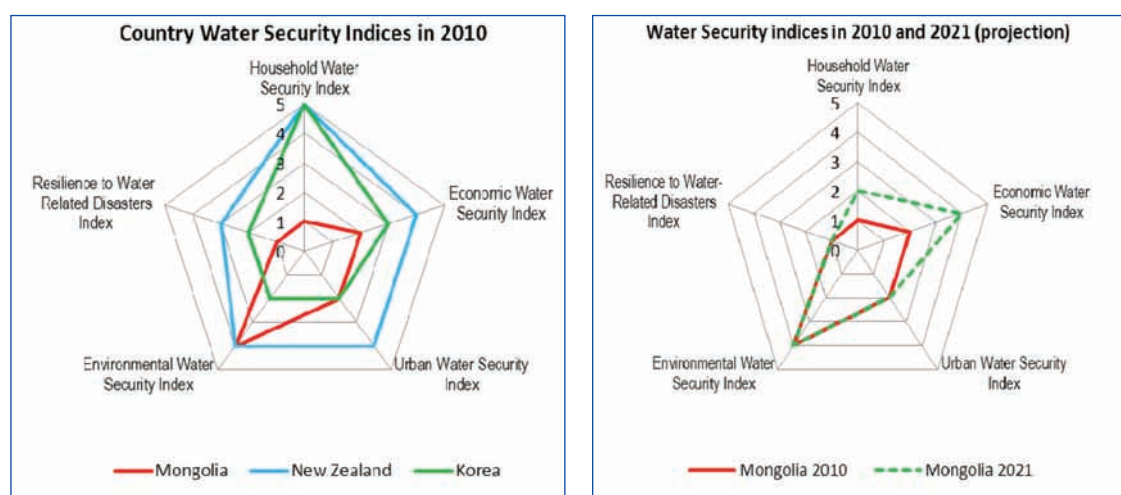 Country Water Security Indices in 2010
Household Water
Security Index
5
4
3
2
1
0
Resilience to Water
Related Disasters
Index
Economic Water
Security Index
Environmental Water
Security Index
Urban Water Security
Index
Mongolia
New Zealand
Korea
Water Security indices in 2010 and 2021 (projection)
Household Water
Security Index
5
4
3
2
1
0
Resilience to Water-
Related Disasters
Index
Economic Water
Security Index
Environmental Water
Security Index
Urban Water Security
Index
Mongolia 2010
Mongolia 2021